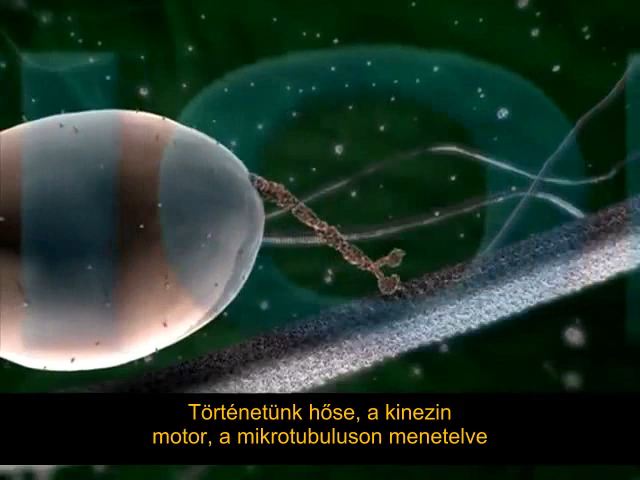 Történetünk hőse, a kinezin
motor, a mikrotubuluson menetelve